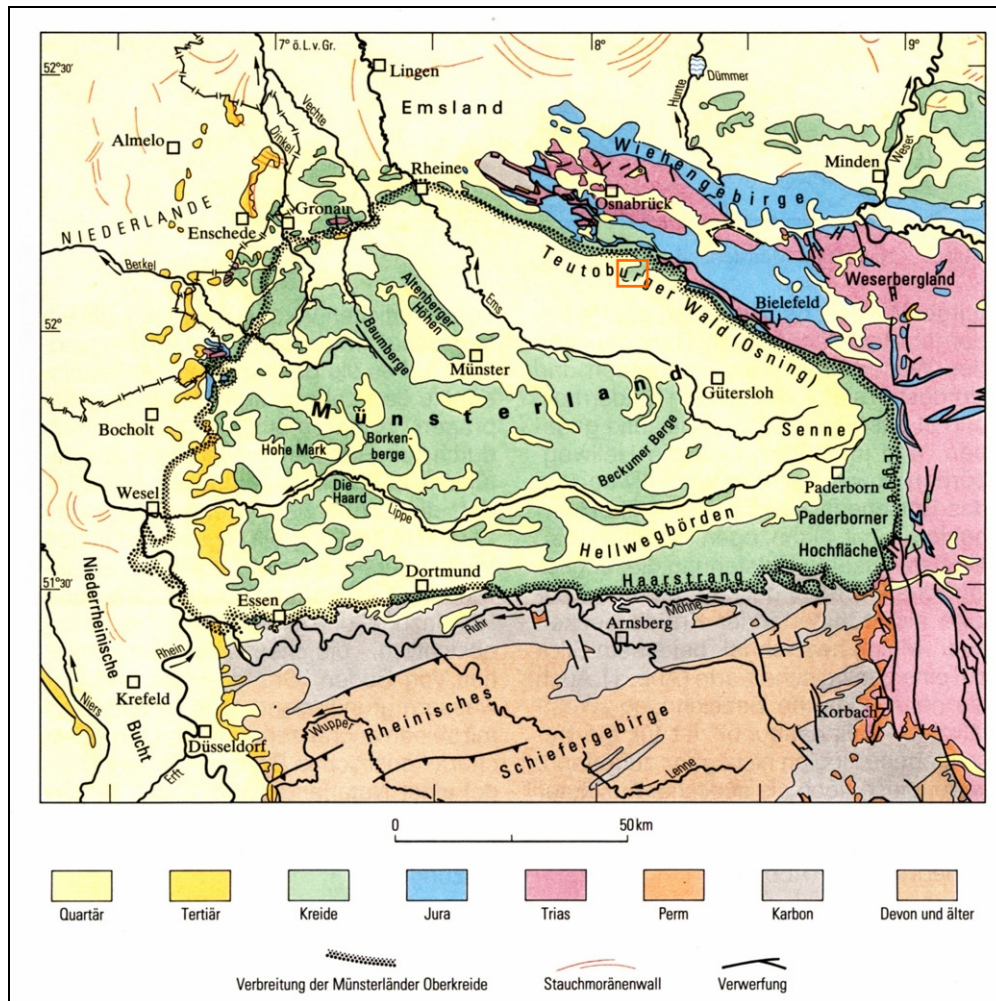 7° ö. L. v. Gr.
8°
9°
52°30'
Lingen
Emsland
Hunte
Dümmer
Vechte
Dinkel
Almelo
Wiehengebirge
Minden
Weser
Rheine
Osnabrück
NIEDERLANDE
Gronau
Enschede
Berkel
Teutoburger Wald (Osning)
Weserbergland
Altenberger
Höhen
Ems
Bielefeld
52°
Baumberge
Münster
Gütersloh
Münsterland
Bocholt
Hohe Mark
Borken-
berge
Beckumer Berge
Senne
Egge
Wesel
Die
Haard
Lippe
Paderborn
Paderborner
Hochfläche
Hellwegbörden
51°30'
Dortmund
Haarstrang
Essen
Ruhr
Möhne
Arnsberg
Niederrheinische
Bucht
Rhein
Krefeld
Niers
Rheinisches
Schiefergebirge
Wupper
Korbach
Düsseldorf
Erft
Lenne
0 50 km
Quartär Tertiär Kreide Jura Trias Perm Karbon Devon und älter
Verbreitung der Münsterländer Oberkreide Stauchmoränenwall Verwerfung